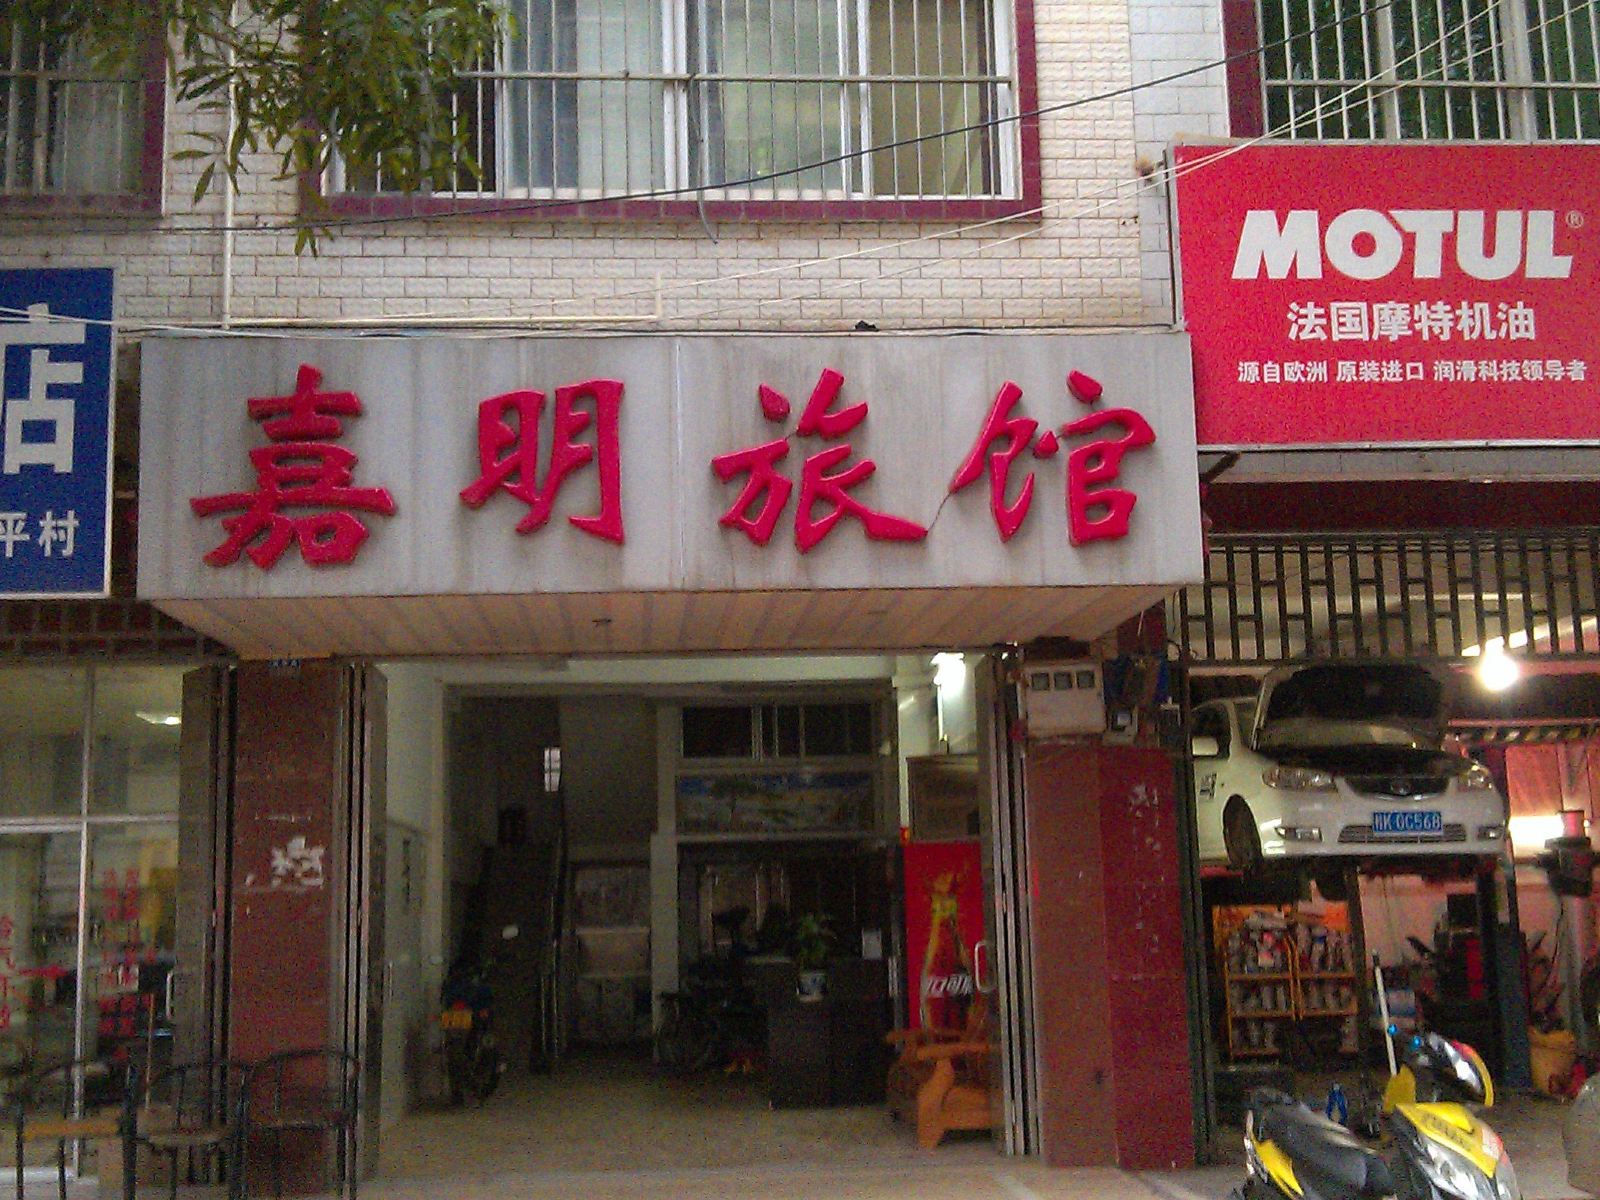 店
平村
嘉明旅馆
MOTUL®
法国摩特机油
源自欧洲 原装进口 润滑科技领导者
0C568